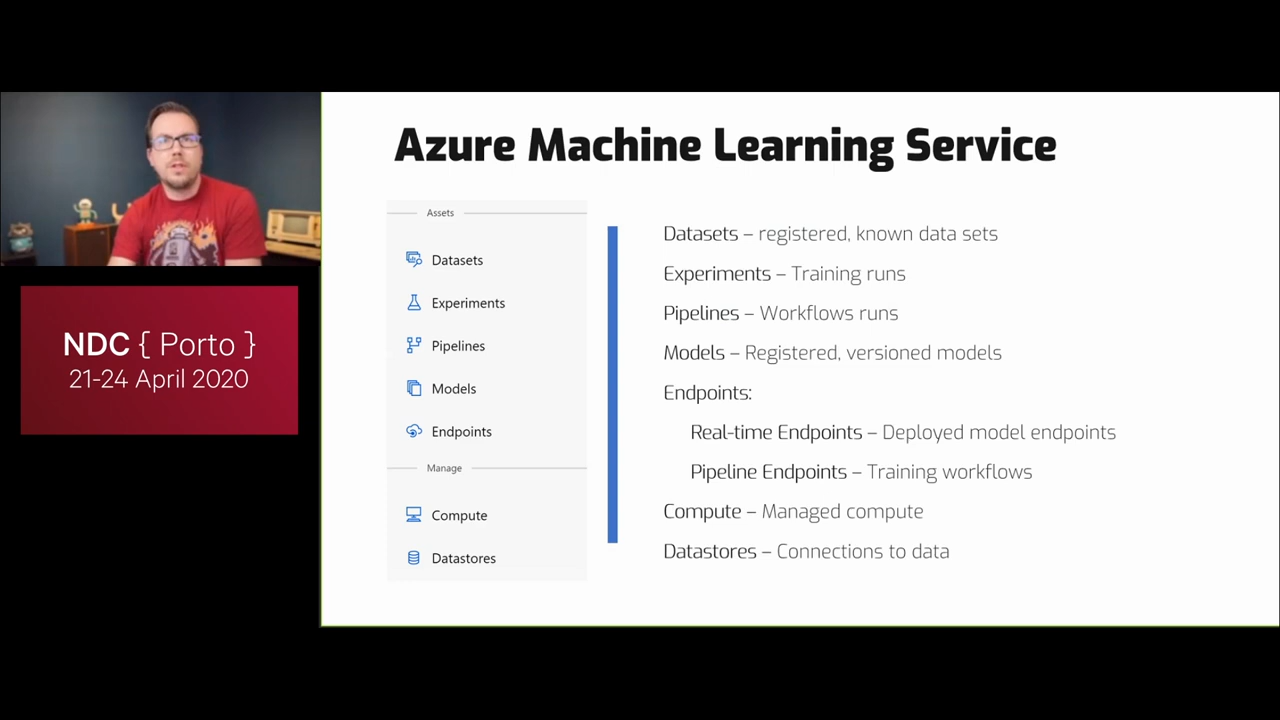 Azure Machine Learning Service
NDC { Porto }
21-24 April 2020
Assets
Datasets
Experiments
Pipelines
Models
Endpoints
Manage
Compute
Datastores
Datasets – registered, known data sets
Experiments – Training runs
Pipelines – Workflows runs
Models – Registered, versioned models
Endpoints:
Real-time Endpoints – Deployed model endpoints
Pipeline Endpoints – Training workflows
Compute – Managed compute
Datastores – Connections to data